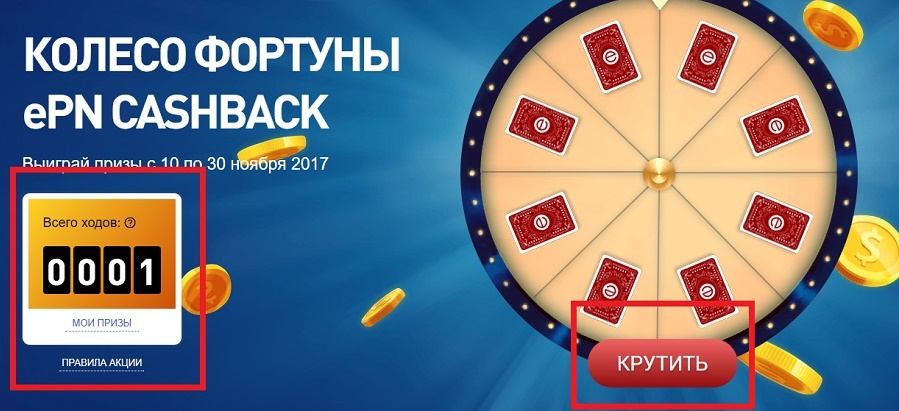 КОЛЕСО ФОРТУНЫ
ePN CASHBACK
Выиграй призы с 10 по 30 ноября 2017
Всего ходов: ?
0001
МОИ ПРИЗЫ
ПРАВИЛА АКЦИИ
КРУТИТЬ